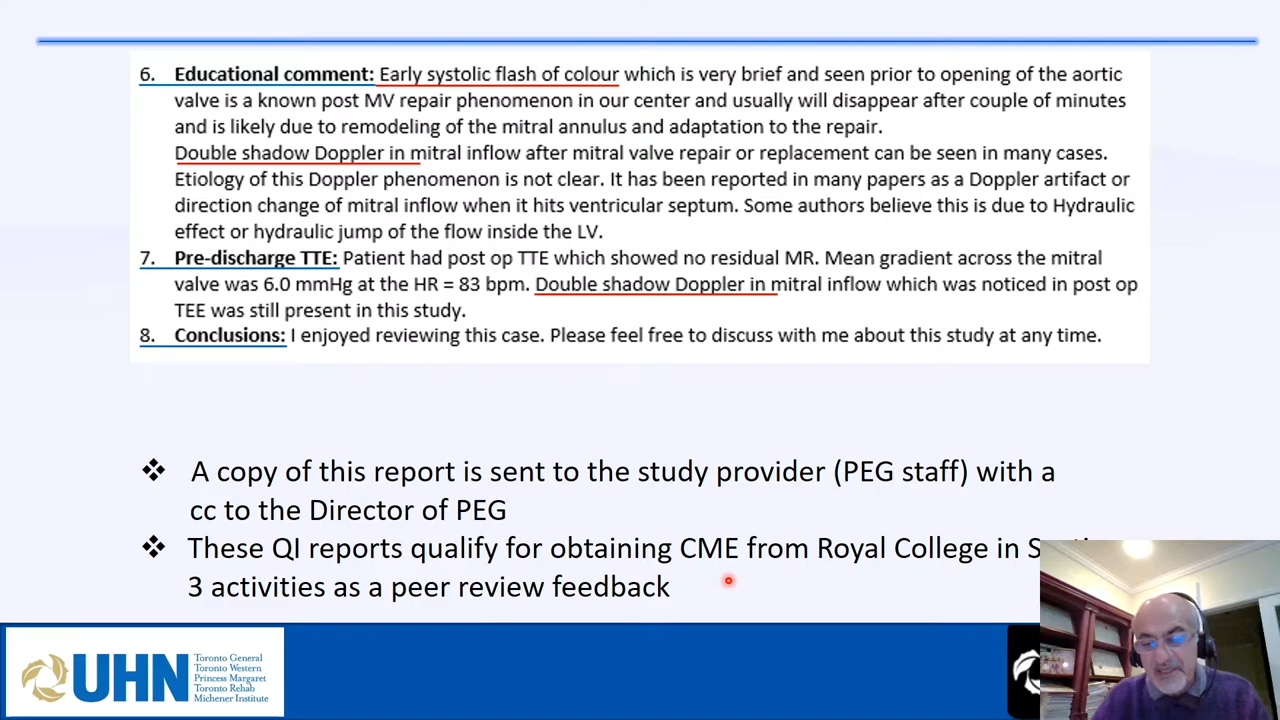 6. Educational comment: Early systolic flash of colour which is very brief and seen prior to opening of the aortic
valve is a known post MV repair phenomenon in our center and usually will disappear after couple of minutes
and is likely due to remodeling of the mitral annulus and adaptation to the repair.
Double shadow Doppler in mitral inflow after mitral valve repair or replacement can be seen in many cases.
Etiology of this Doppler phenomenon is not clear. It has been reported in many papers as a Doppler artifact or
direction change of mitral inflow when it hits ventricular septum. Some authors believe this is due to Hydraulic
effect or hydraulic jump of the flow inside the LV.
7. Pre-discharge TTE: Patient had post op TTE which showed no residual MR. Mean gradient across the mitral
valve was 6.0 mmHg at the HR = 83 bpm. Double shadow Doppler in mitral inflow which was noticed in post op
TEE was still present in this study.
8. Conclusions: I enjoyed reviewing this case. Please feel free to discuss with me about this study at any time.
❖ A copy of this report is sent to the study provider (PEG staff) with a
cc to the Director of PEG
❖ These QI reports qualify for obtaining CME from Royal College in
3 activities as a peer review feedback
UHN
Toronto General
Toronto Western
Princess Margaret
Toronto Rehab
Michener Institute